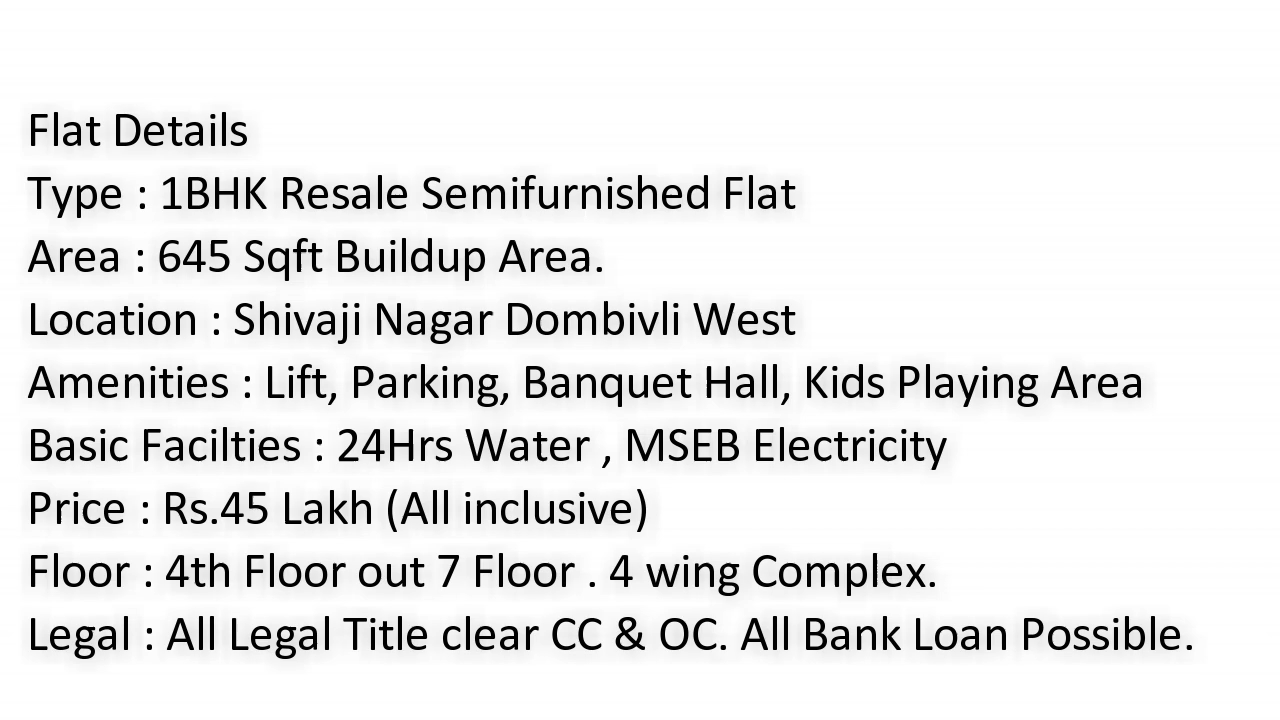 Flat Details
Type : 1BHK Resale Semifurnished Flat
Area : 645 Sqft Buildup Area.
Location : Shivaji Nagar Dombivli West
Amenities : Lift, Parking, Banquet Hall, Kids Playing Area
Basic Facilties : 24Hrs Water , MSEB Electricity
Price : Rs.45 Lakh (All inclusive)
Floor : 4th Floor out 7 Floor . 4 wing Complex.
Legal : All Legal Title clear CC & OC. All Bank Loan Possible.